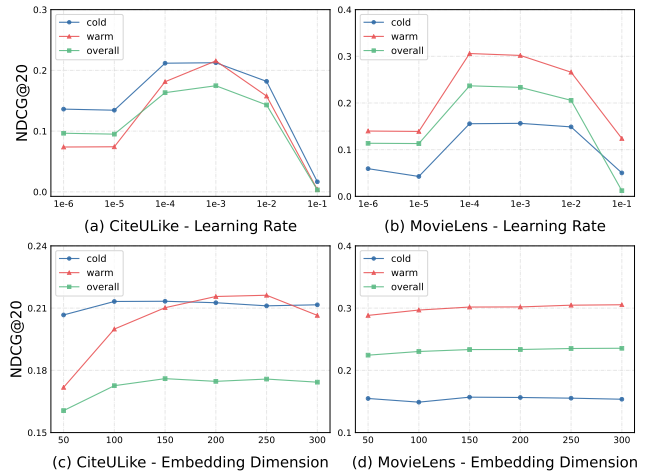 0.3
0.2
0.1
0.0
NDCG@20
cold
warm
overall
1e-6 1e-5 1e-4 1e-3 1e-2 1e-1
(a) CiteULike - Learning Rate
0.4
0.3
0.2
0.1
0.0
cold
warm
overall
1e-6 1e-5 1e-4 1e-3 1e-2 1e-1
(b) MovieLens - Learning Rate
0.24
0.21
0.18
0.15
NDCG@20
cold
warm
overall
50 100 150 200 250 300
(c) CiteULike - Embedding Dimension
0.4
0.3
0.2
0.1
cold
warm
overall
50 100 150 200 250 300
(d) MovieLens - Embedding Dimension